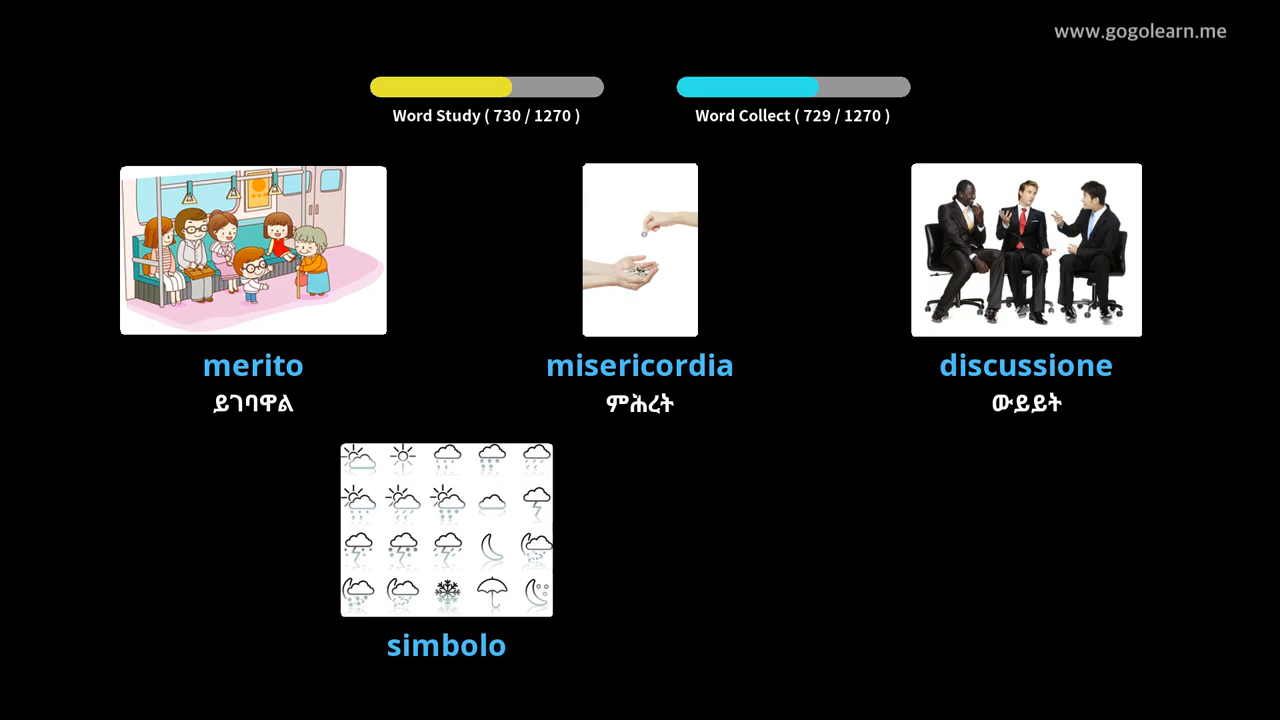 www.gogolearn.me
Word Study ( 730 / 1270 )
Word Collect ( 729 / 1270 )
merito
ይገባዋል
misericordia
ምሕረት
discussione
ውይይት
simbolo